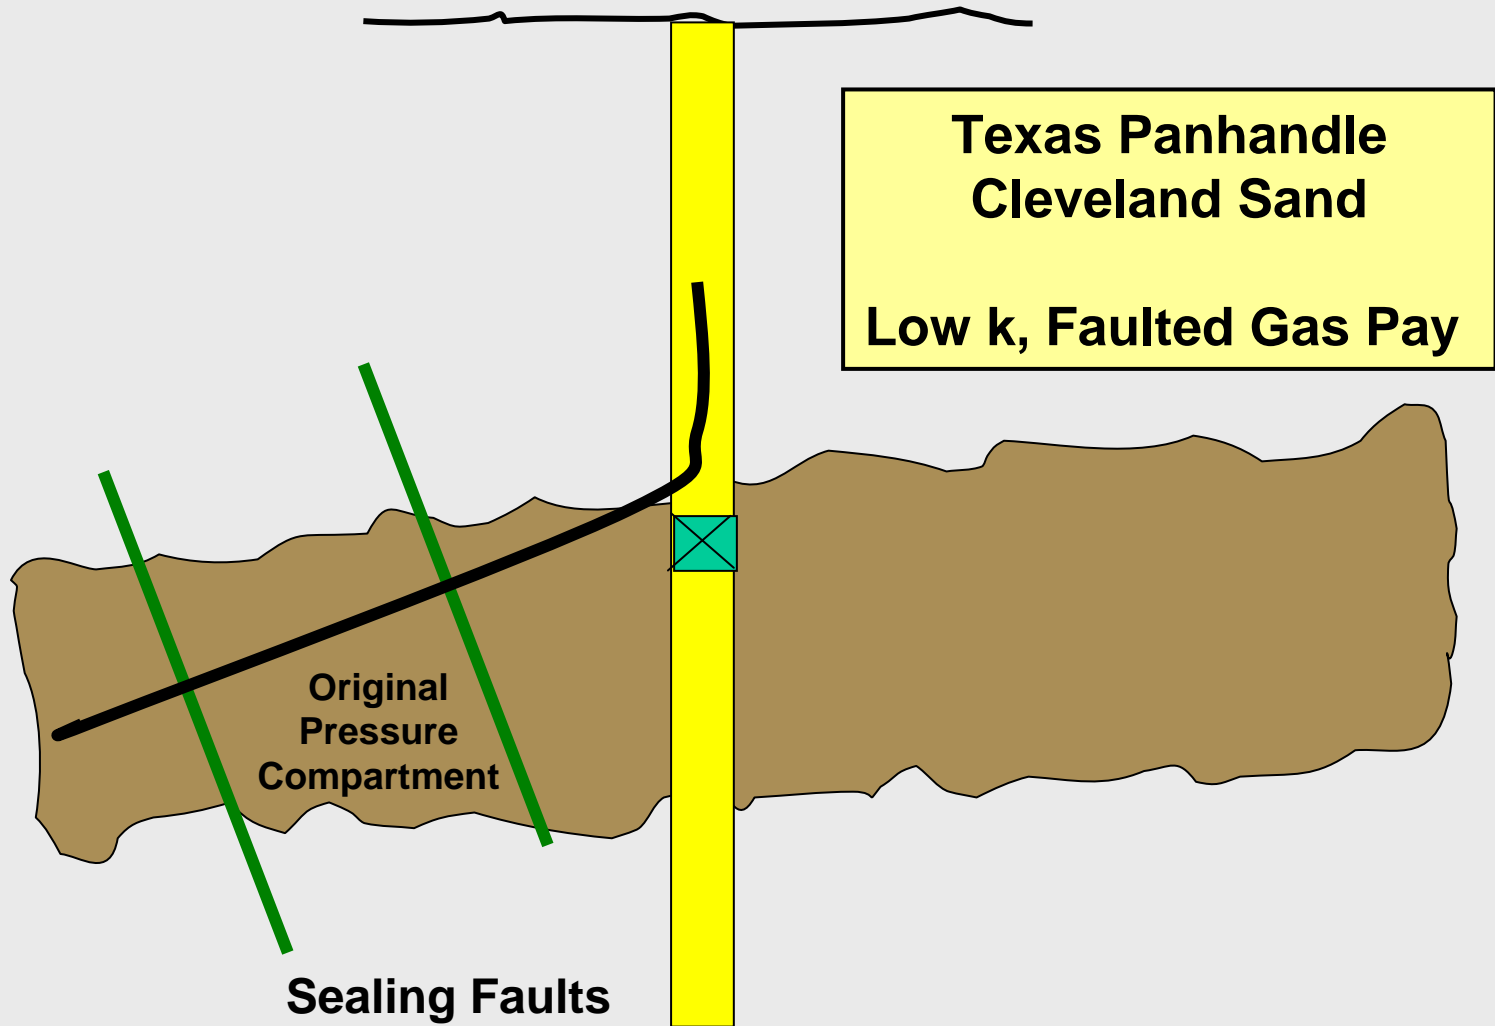 Texas Panhandle
Cleveland Sand
Low k, Faulted Gas Pay
Original
Pressure
Compartment
Sealing Faults